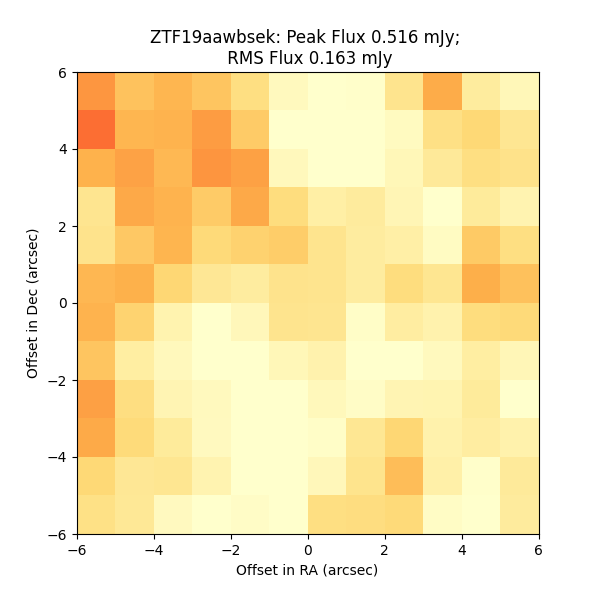 ZTF19aawbsek: Peak Flux 0.516 mJy;
RMS Flux 0.163 mJy
6
4
2
0
−2
−4
−6
Offset in Dec (arcsec)
−6 −4 −2 0 2 4 6
Offset in RA (arcsec)